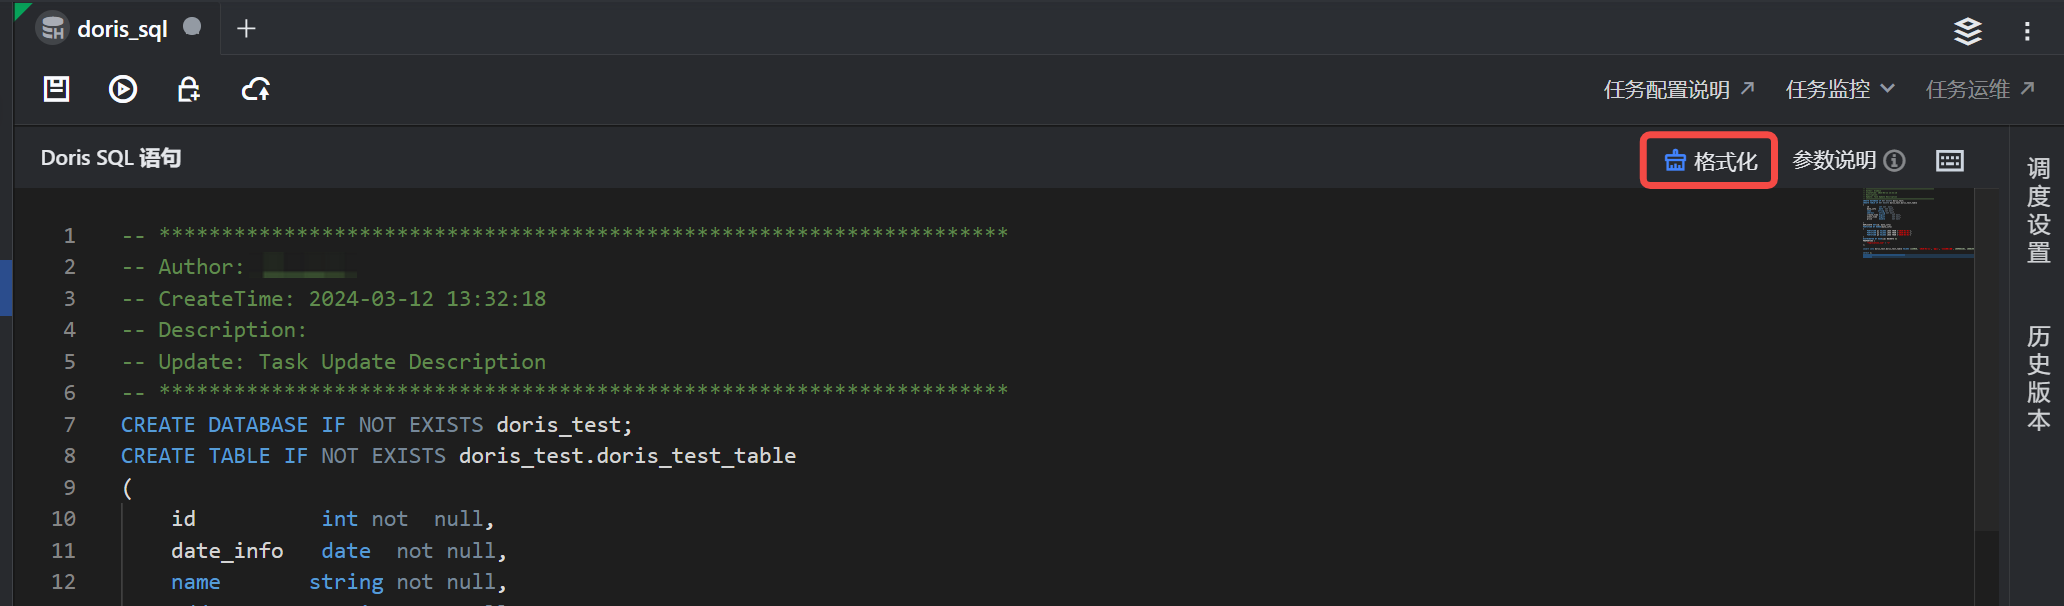 doris_sql
任务配置说明
任务监控
任务运维
Doris SQL 语句
格式化
参数说明
调度设置
历史版本
1 -- ********************************************************************
2 -- Author:
3 -- CreateTime: 2024-03-12 13:32:18
4 -- Description:
5 -- Update: Task Update Description
6 -- ********************************************************************
7 CREATE DATABASE IF NOT EXISTS doris_test;
8 CREATE TABLE IF NOT EXISTS doris_test.doris_test_table
9 (
10 id int not null,
11 date_info date not null,
12 name string not null,